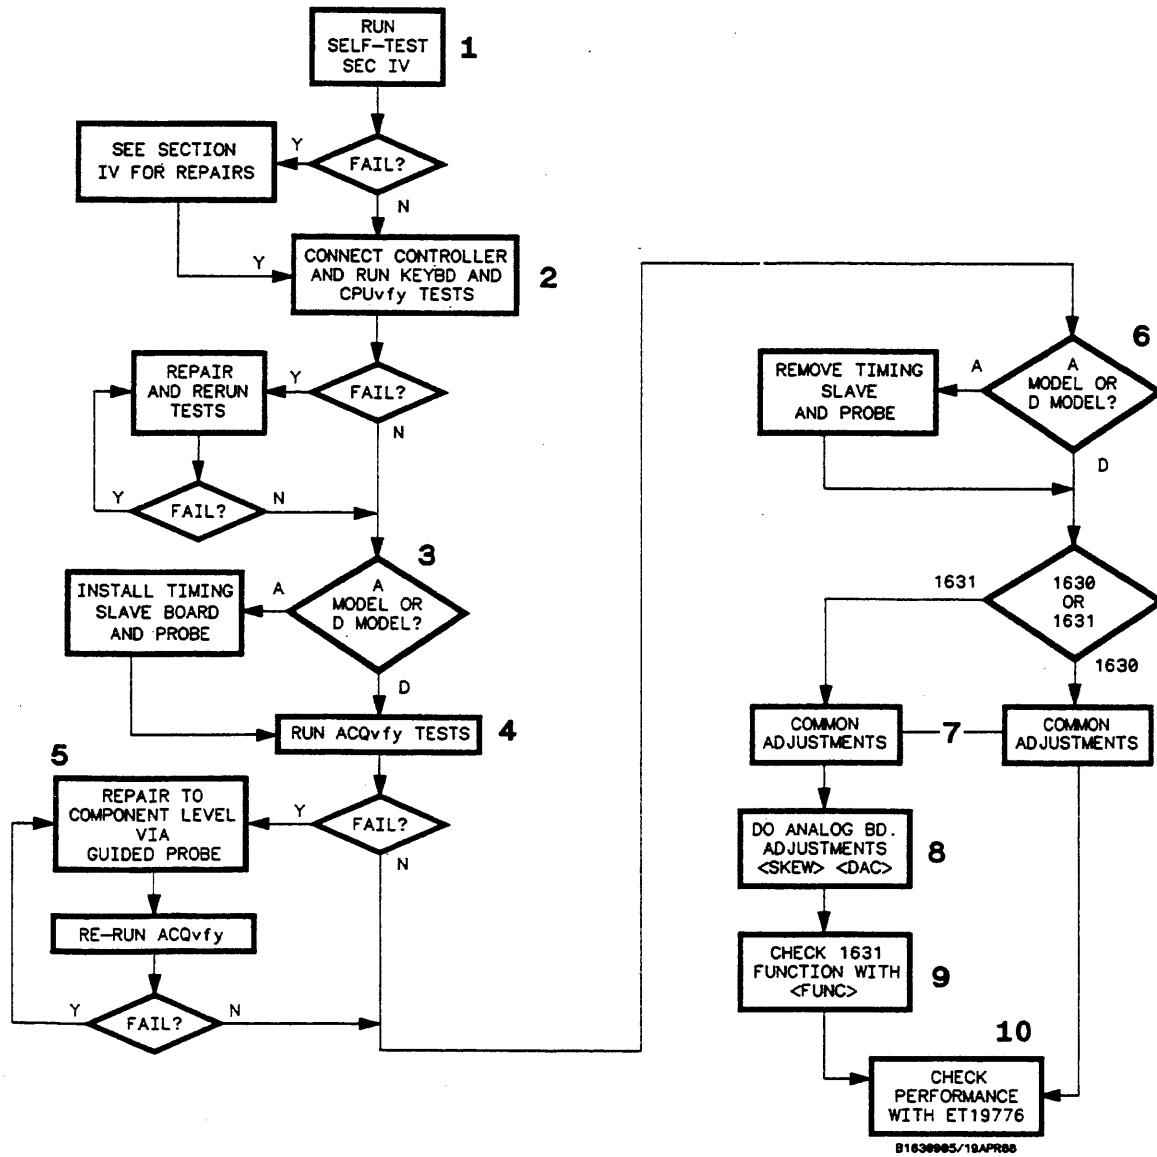 RUN
SELF-TEST
SEC IV
1
Y
SEE SECTION
IV FOR REPAIRS
FAIL?
N
Y
CONNECT CONTROLLER
AND RUN KEYBD AND
CPUvfy TESTS
2
REPAIR
AND RERUN
TESTS
Y
FAIL?
N
Y
FAIL?
N
3
INSTALL TIMING
SLAVE BOARD
AND PROBE
A
A
MODEL OR
D MODEL?
D
RUN ACQvfy TESTS
4
5
REPAIR TO
COMPONENT LEVEL
VIA
GUIDED PROBE
Y
FAIL?
N
RE-RUN ACQvfy
Y
FAIL?
N
6
REMOVE TIMING
SLAVE
AND PROBE
A
A
MODEL OR
D MODEL?
D
1631
1630
OR
1631
1630
COMMON
ADJUSTMENTS
7
COMMON
ADJUSTMENTS
DO ANALOG BD.
ADJUSTMENTS
<SKEW> <DAC>
8
CHECK 1631
FUNCTION WITH
<FUNC>
9
10
CHECK
PERFORMANCE
WITH ET19776
B1630905/19APR88